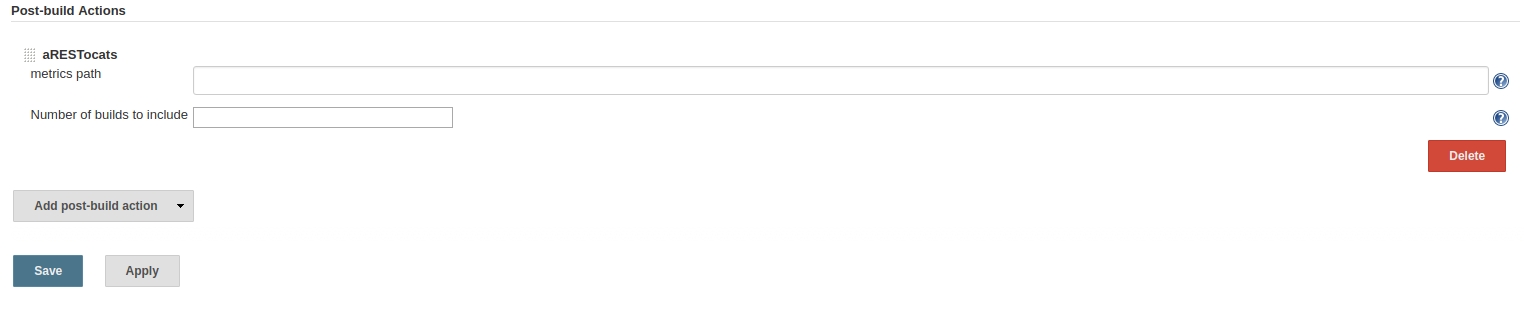 Post-build Actions
aRESTocats
metrics path
?
Number of builds to include
?
Delete
Add post-build action
Save
Apply